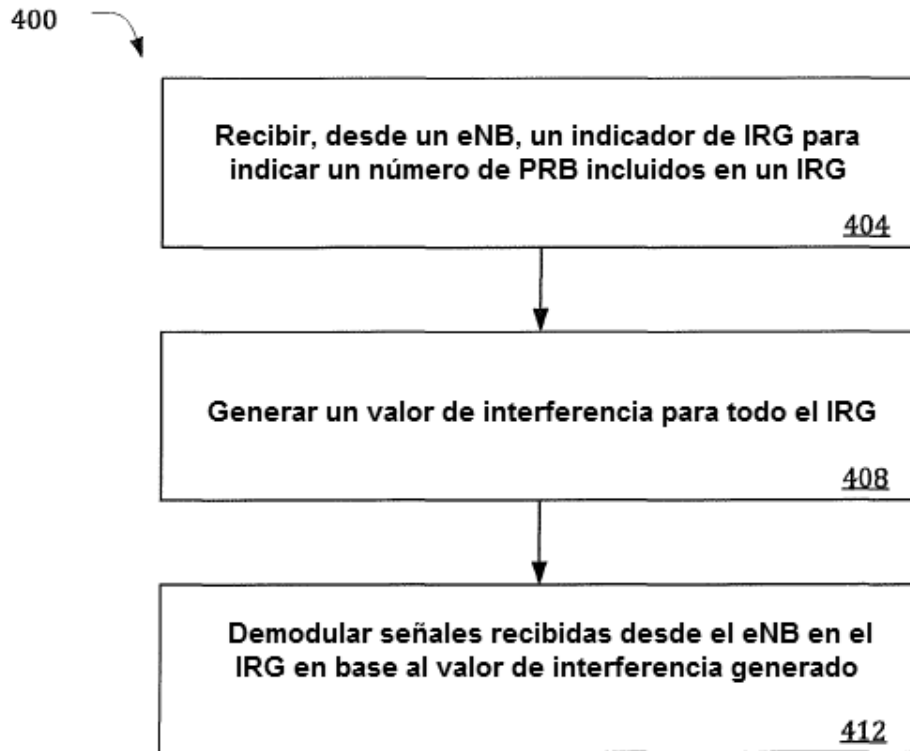 400
Recibir, desde un eNB, un indicador de IRG para
indicar un número de PRB incluidos en un IRG
404
Generar un valor de interferencia para todo el IRG
408
Demodular señales recibidas desde el eNB en el
IRG en base al valor de interferencia generado
412